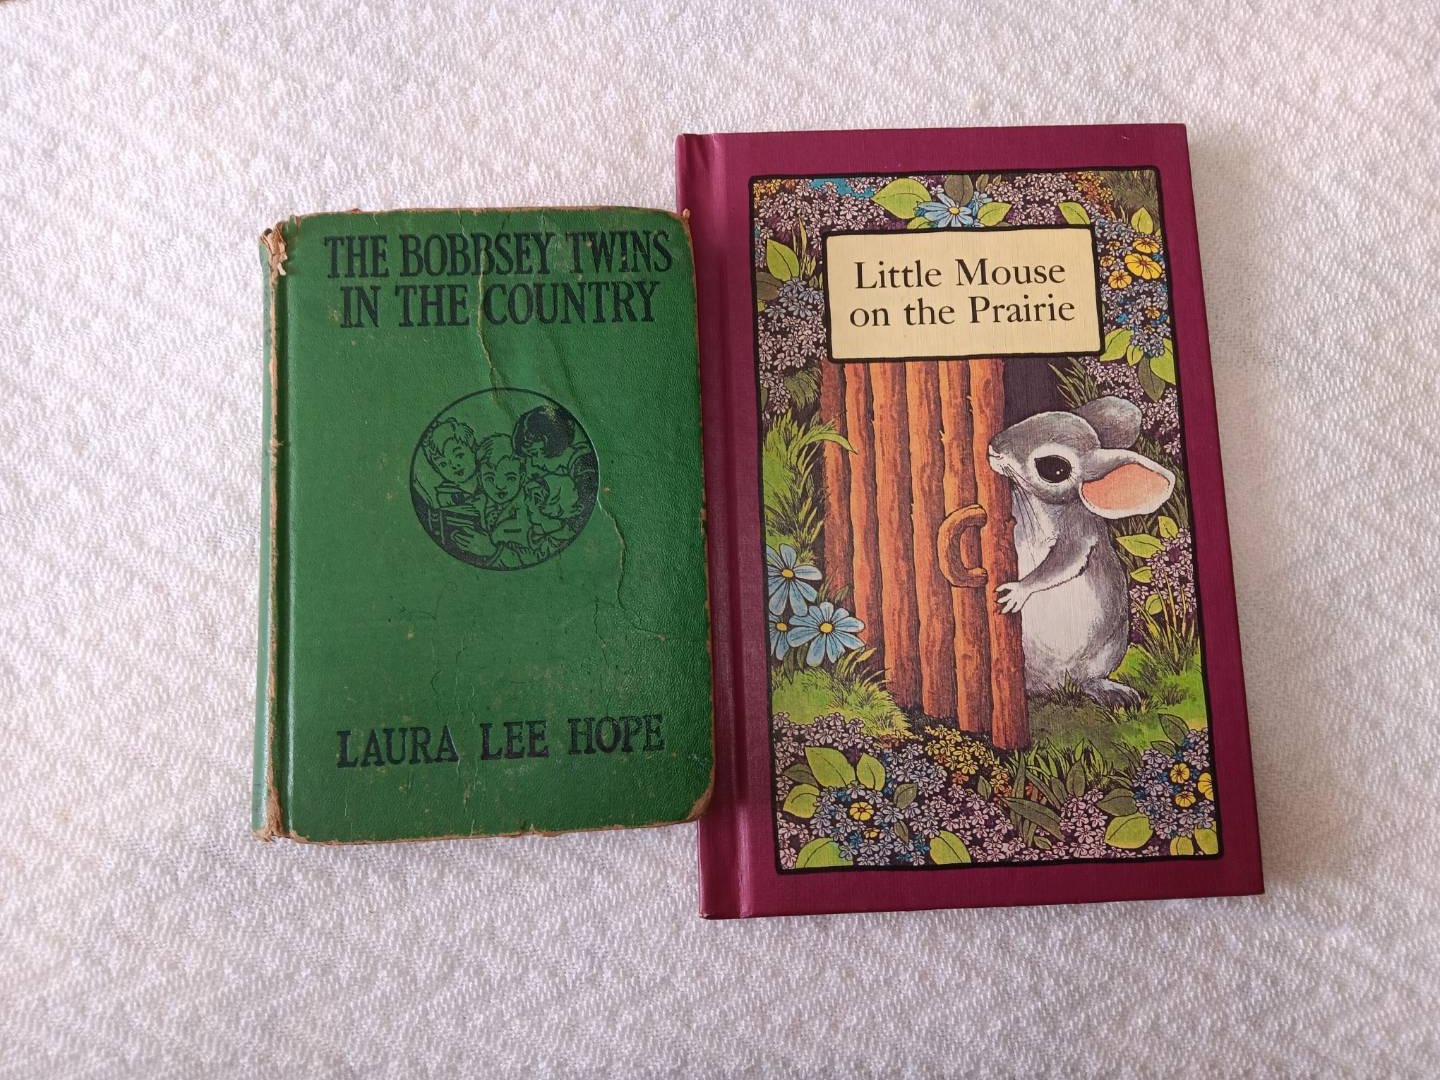 THE BOBBSEY TWINS
IN THE COUNTRY
LAURA LEE HOPE
Little Mouse
on the Prairie